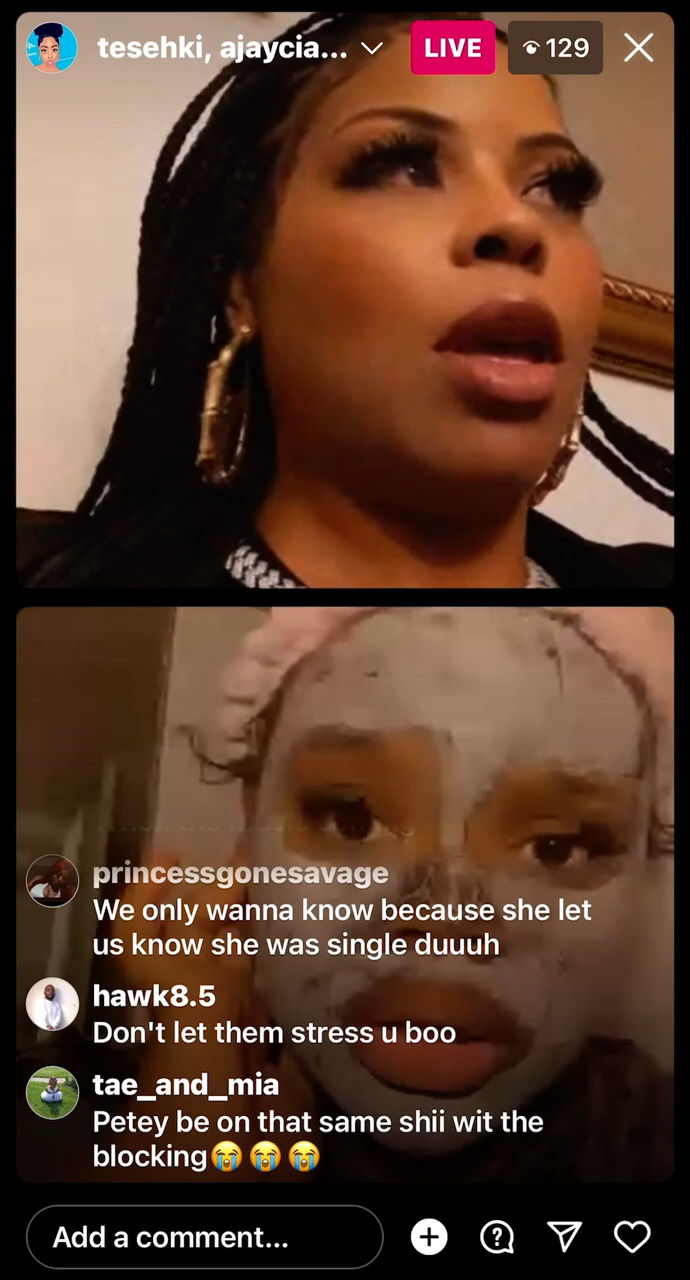 tesehki, ajaycia...
LIVE
129
princessgonesavage
We only wanna know because she let
us know she was single duuuh
hawk8.5
Don't let them stress u boo
tae_and_mia
Petey be on that same shii wit the
blocking😭😭😭
Add a comment...